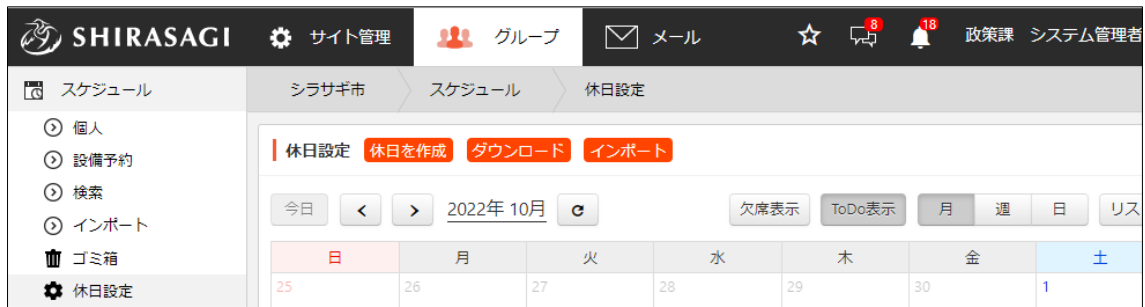 SHIRASAGI サイト管理 グループ メール 8 18 政策課 システム管理者
スケジュール シラサギ市 スケジュール 休日設定
個人
設備予約
検索
インポート
ゴミ箱
休日設定
休日設定 休日を作成 ダウンロード インポート
今日 < > 2022年 10月 欠席表示 ToDo表示 月 週 日 リス
日 月 火 水 木 金 土
25 26 27 28 29 30 1